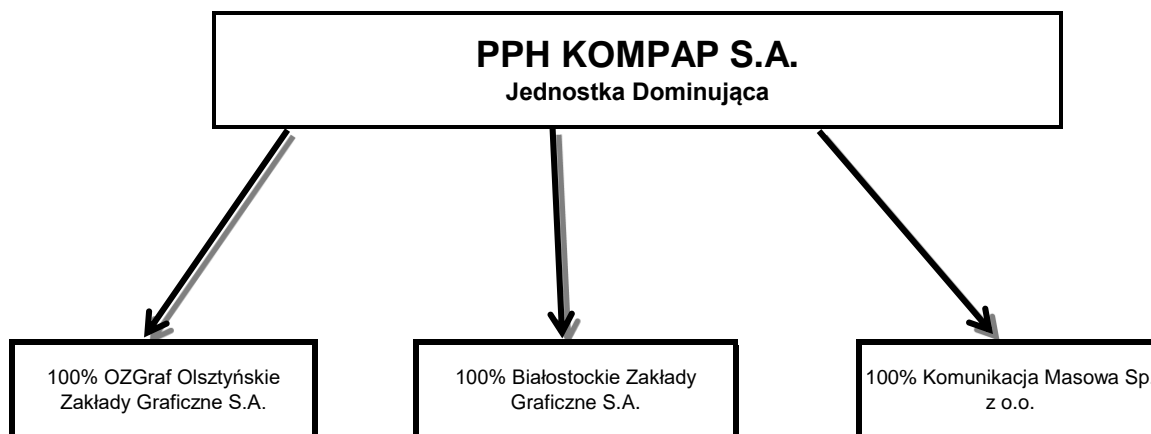 PPH KOMPAP S.A.
Jednostka Dominująca
100% OZGraf Olsztyńskie
Zakłady Graficzne S.A.
100% Białostockie Zakłady
Graficzne S.A.
100% Komunikacja Masowa Sp.
z o.o.